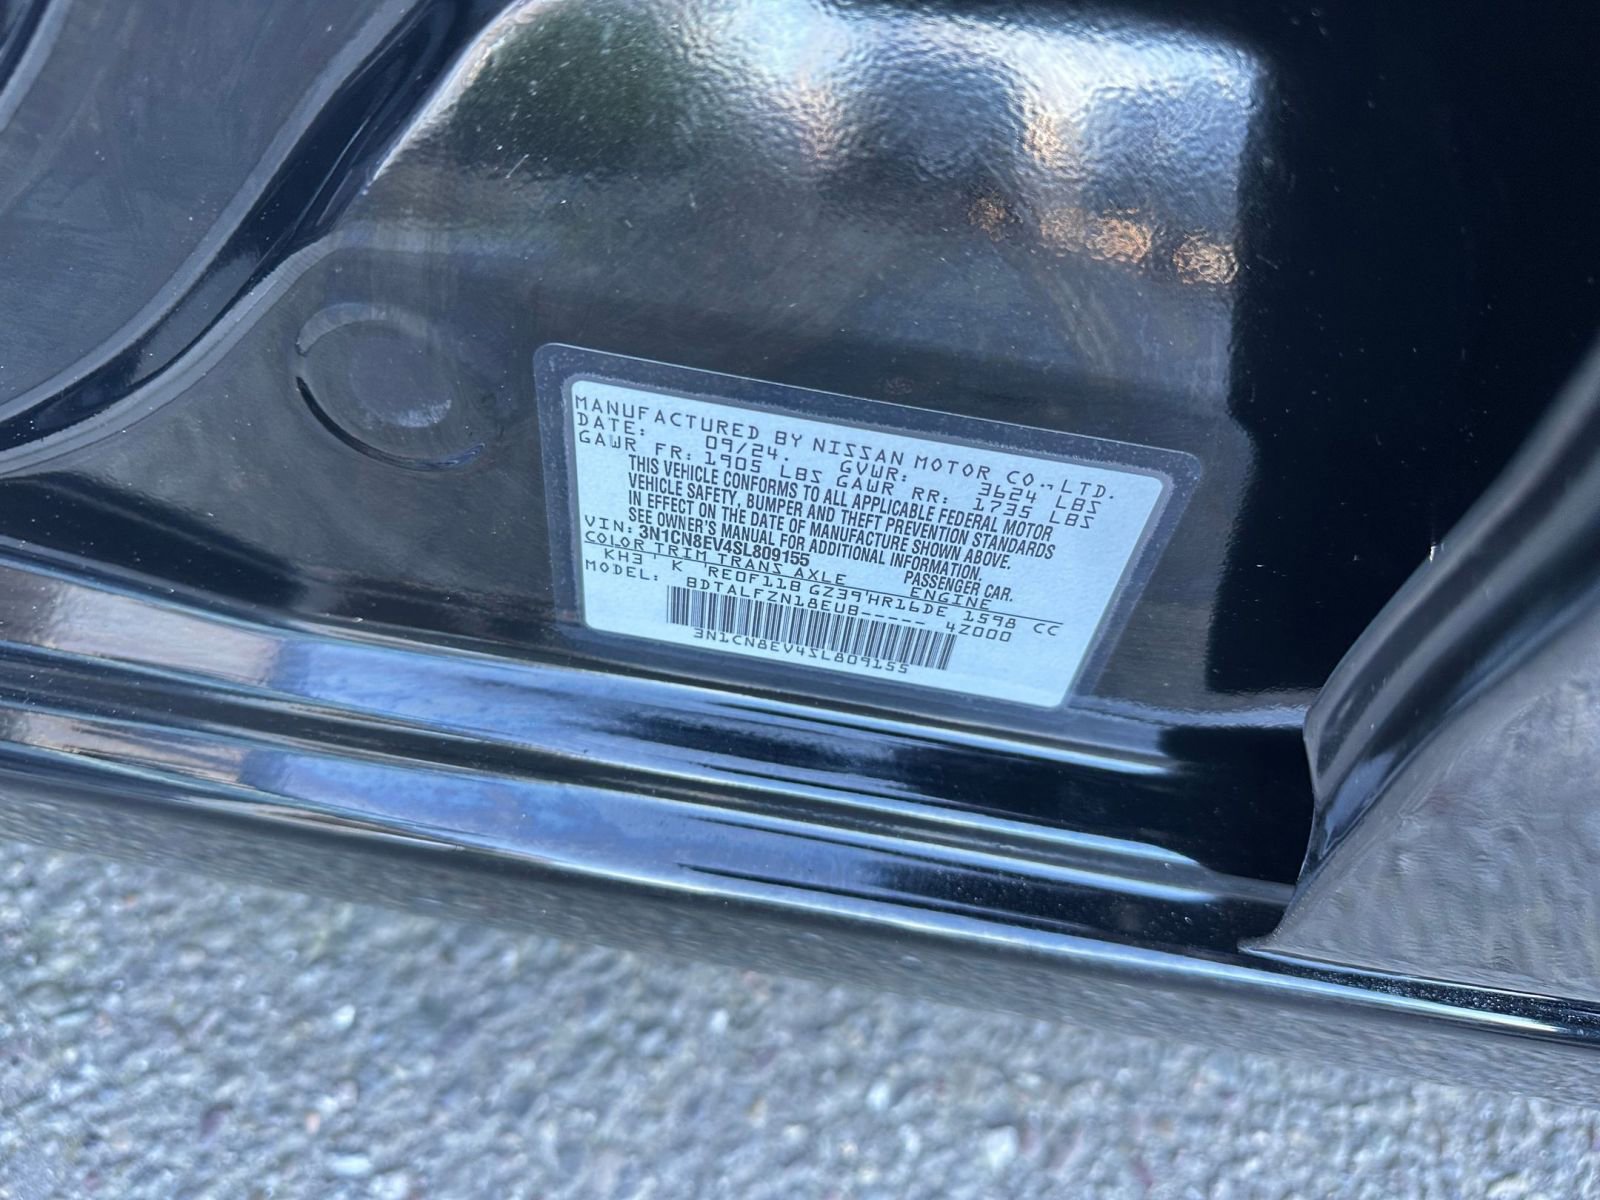 MANUFACTURED BY NISSAN MOTOR CO.,LTD.
DATE: 09/24. GVWR: 3624 LBS
GAWR FR: 1905 LBS GAWR RR: 1735 LBS
THIS VEHICLE CONFORMS TO ALL APPLICABLE FEDERAL MOTOR
VEHICLE SAFETY, BUMPER AND THEFT PREVENTION STANDARDS
IN EFFECT ON THE DATE OF MANUFACTURE SHOWN ABOVE.
SEE OWNER'S MANUAL FOR ADDITIONAL INFORMATION.
VIN: 3N1CN8EV4SL809155 PASSENGER CAR.
COLOR TRIM TRANS AXLE ENGINE
KH3 K RE0F11B GZ39 HR16DE 1598 CC
MODEL: BDTALFZN18EUB----- 42000
3N1CN8EV4SL809155